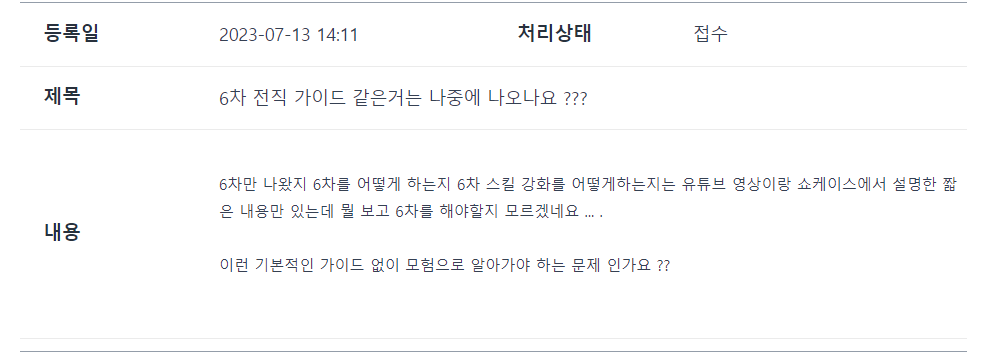 등록일 2023-07-13 14:11 처리상태 접수
제목 6차 전직 가이드 같은거는 나중에 나오나요 ???
6차만 나왔지 6차를 어떻게 하는지 6차 스킬 강화를 어떻게하는지는 유튜브 영상이랑 쇼케이스에서 설명한 짧
은 내용만 있는데 뭘 보고 6차를 해야할지 모르겠네요 ... .
내용
이런 기본적인 가이드 없이 모험으로 알아가야 하는 문제 인가요 ??